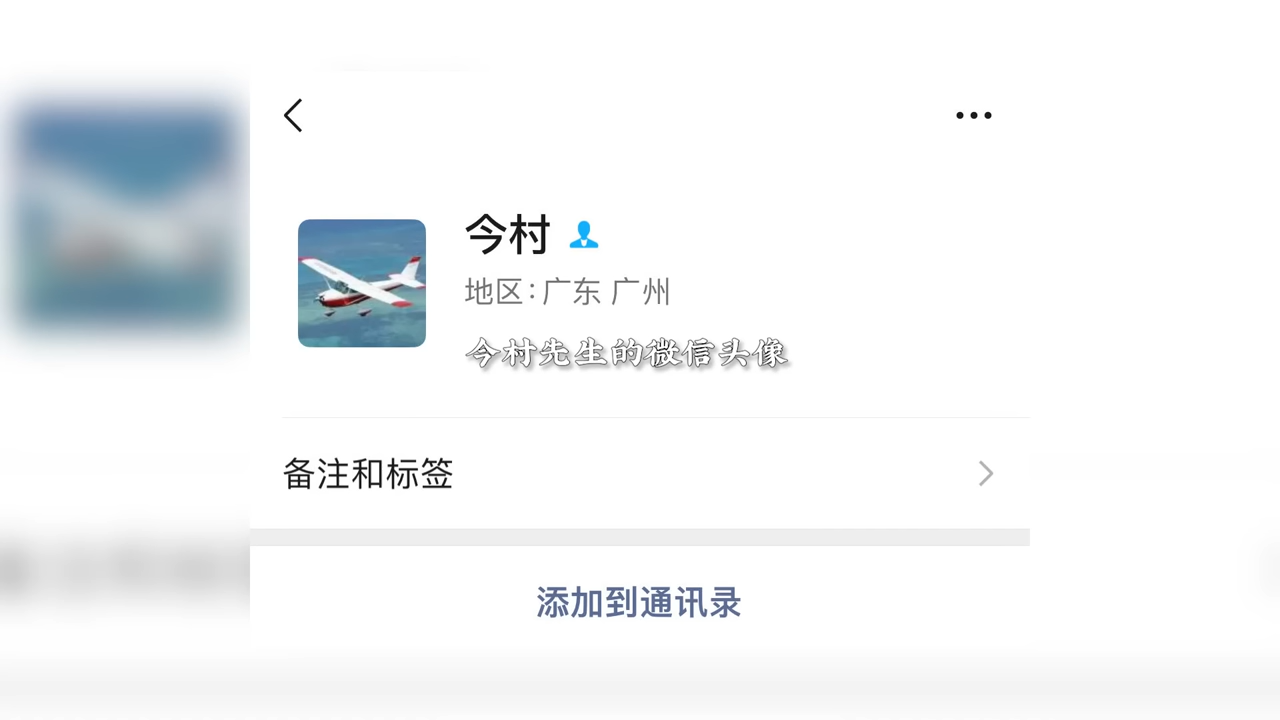 今村
地区:广东 广州
今村先生的微信头像
备注和标签
添加到通讯录